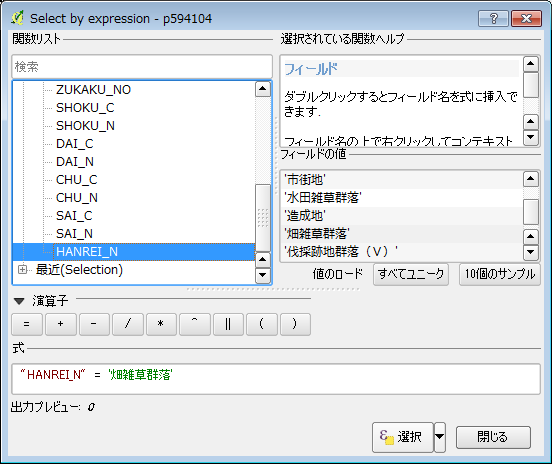 Select by expression - p594104
関数リスト
検索
ZUKAKU_NO
SHOKU_C
SHOKU_N
DAI_C
DAI_N
CHU_C
CHU_N
SAI_C
SAI_N
HANREI_N
最近(Selection)
選択されている関数ヘルプ
フィールド
ダブルクリックするとフィールド名を式に挿入で
きます.
フィールド名の上で右クリックしてコンテキスト
フィールドの値
'市街地'
'水田雑草群落'
'造成地'
'畑雑草群落'
'伐採跡地群落（Ⅴ）'
値のロード すべてユニーク 10個のサンプル
演算子
= + - / * ^ || ( )
式
"HANREI_N" = '畑雑草群落'
出力プレビュー: 0
ε 選択 閉じる